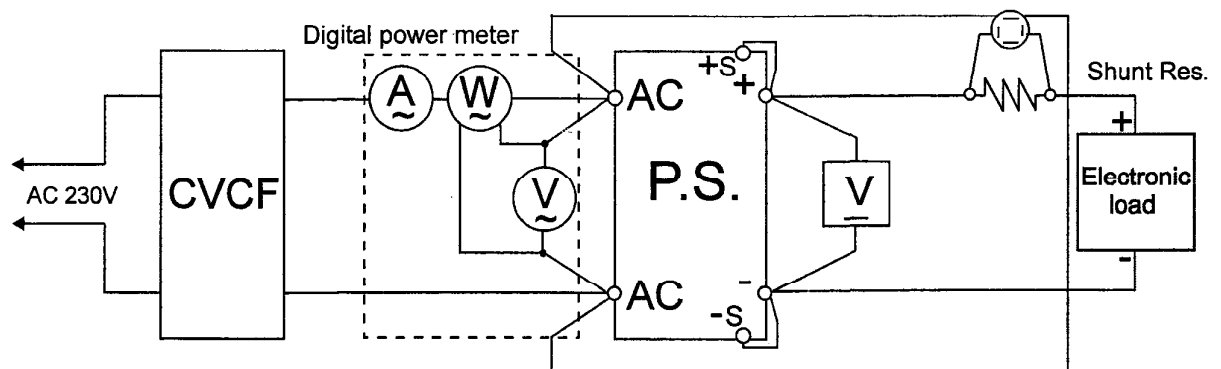 Digital power meter
A
~
W
~
V
~
AC 230V
CVCF
AC
AC
P.S.
+S
+
-
-S
V
Shunt Res.
+
Electronic
load
-